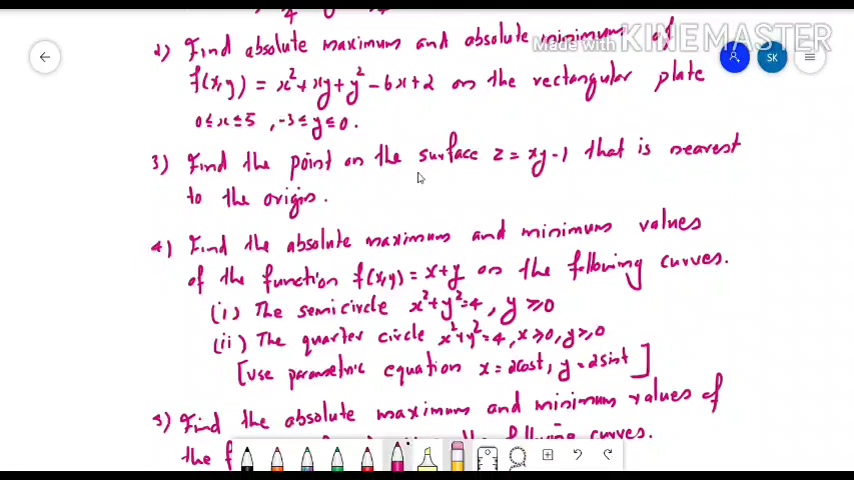 2) Find absolute maximum and absolute minimum of
Made with KINEMASTER
f(x,y) = x²+xy+y²-6x+2 on the rectangular plate
SK
0≤x≤5, -3≤y≤0.
3) Find the point on the surface z = xy-1 that is nearest
to the origin.
4) Find the absolute maximum and minimum values
of the function f(x,y) = x+y on the following curves.
(i) The semicircle x²+y²=4, y≥0
(ii) The quarter circle x²+y²=4, x≥0, y≥0
[Use parametric equation x=2cost, y=2sint]
5) Find the absolute maximum and minimum values of
the following curves.